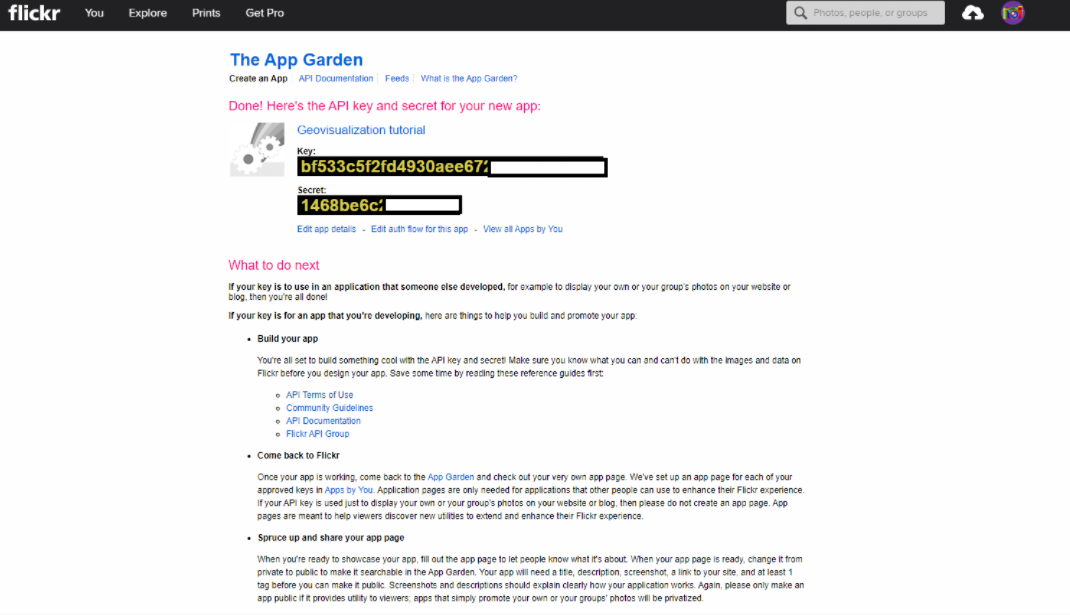 flickr You Explore Prints Get Pro Photos, people, or groups
The App Garden
Create an App API Documentation Feeds What is the App Garden?
Done! Here's the API key and secret for your new app:
Geovisualization tutorial
Key:
bf533c5f2fd4930aee672
Secret:
1468be6c2
Edit app details - Edit auth flow for this app - View all Apps by You
What to do next
If your key is to use in an application that someone else developed, for example to display your own or your group's photos on your website or
blog, then you're all done!
If your key is for an app that you're developing, here are things to help you build and promote your app:
Build your app
You're all set to build something cool with the API key and secret! Make sure you know what you can and can't do with the images and data on
Flickr before you design your app. Save some time by reading these reference guides first:
API Terms of Use
Community Guidelines
API Documentation
Flickr API Group
Come back to Flickr
Once your app is working, come back to the App Garden and check out your very own app page. We've set up an app page for each of your
approved keys in Apps by You. Application pages are only needed for applications that other people can use to enhance their Flickr experience.
If your API key is used just to display your own or your group's photos on your website or blog, then please do not create an app page. App
pages are meant to help viewers discover new utilities to extend and enhance their Flickr experience.
Spruce up and share your app page
When you're ready to showcase your app, fill out the app page to let people know what it's about. When your app page is ready, change it from
private to public to make it searchable in the App Garden. Your app will need a title, description, screenshot, a link to your site, and at least 1
tag before you can make it public. Screenshots and descriptions should explain clearly how your application works. Again, please only make an
app public if it provides utility to viewers; apps that simply promote your own or your groups' photos will be privatized.